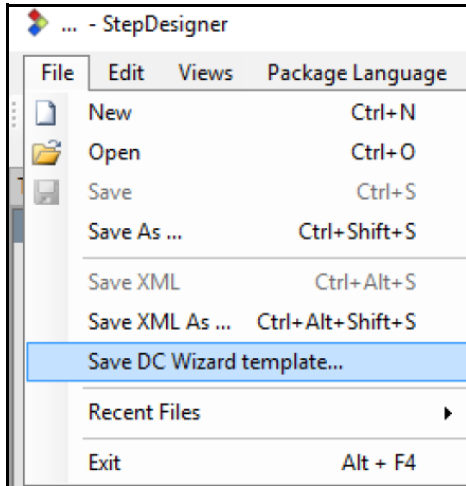 ... - StepDesigner
File Edit Views Package Language
New Ctrl+N
Open Ctrl+O
Save Ctrl+S
Save As ... Ctrl+Shift+S
Save XML Ctrl+Alt+S
Save XML As ... Ctrl+Alt+Shift+S
Save DC Wizard template...
Recent Files
Exit Alt + F4